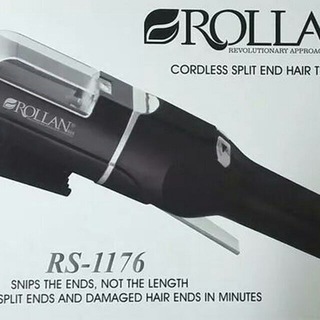 ROLLAN
REVOLUTIONARY APPROAC
CORDLESS SPLIT END HAIR T
ROLLAN
RS-1176
SNIPS THE ENDS, NOT THE LENGTH
SPLIT ENDS AND DAMAGED HAIR ENDS IN MINUTES